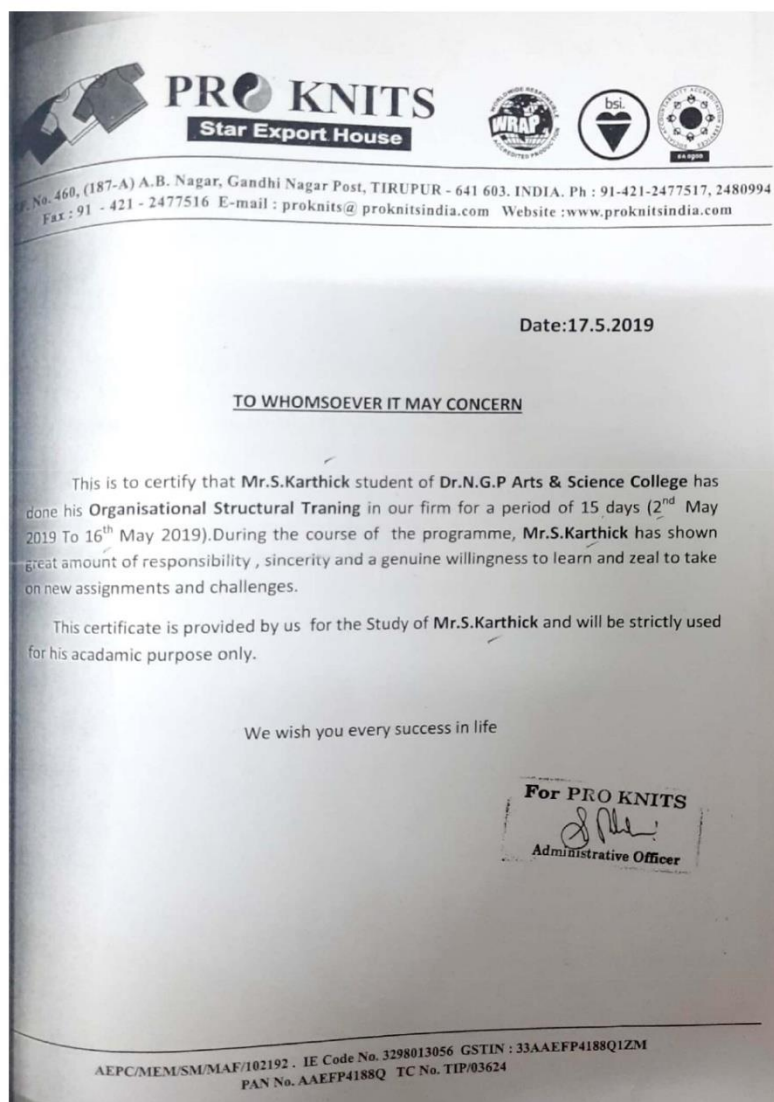 PRO KNITS
Star Export House
WORLDWIDE RESPONSIBLE
WRAP
ACCREDITED PRODUCTION
bsi.
No. 460, (187-A) A.B. Nagar, Gandhi Nagar Post, TIRUPUR - 641 603. INDIA. Ph : 91-421-2477517, 2480994
Fax : 91 - 421 - 2477516 E-mail : proknits@ proknitsindia.com Website :www.proknitsindia.com
Date:17.5.2019
TO WHOMSOEVER IT MAY CONCERN
This is to certify that Mr.S.Karthick student of Dr.N.G.P Arts & Science College has
done his Organisational Structural Traning in our firm for a period of 15 days (2nd May
2019 To 16th May 2019).During the course of the programme, Mr.S.Karthick has shown
great amount of responsibility , sincerity and a genuine willingness to learn and zeal to take
on new assignments and challenges.
This certificate is provided by us for the Study of Mr.S.Karthick and will be strictly used
for his acadamic purpose only.
We wish you every success in life
For PRO KNITS
Administrative Officer
AEPC/MEM/SM/MAF/102192 . IE Code No. 3298013056 GSTIN : 33AAEFP4188Q1ZM
PAN No. AAEFP4188Q TC No. TIP/03624